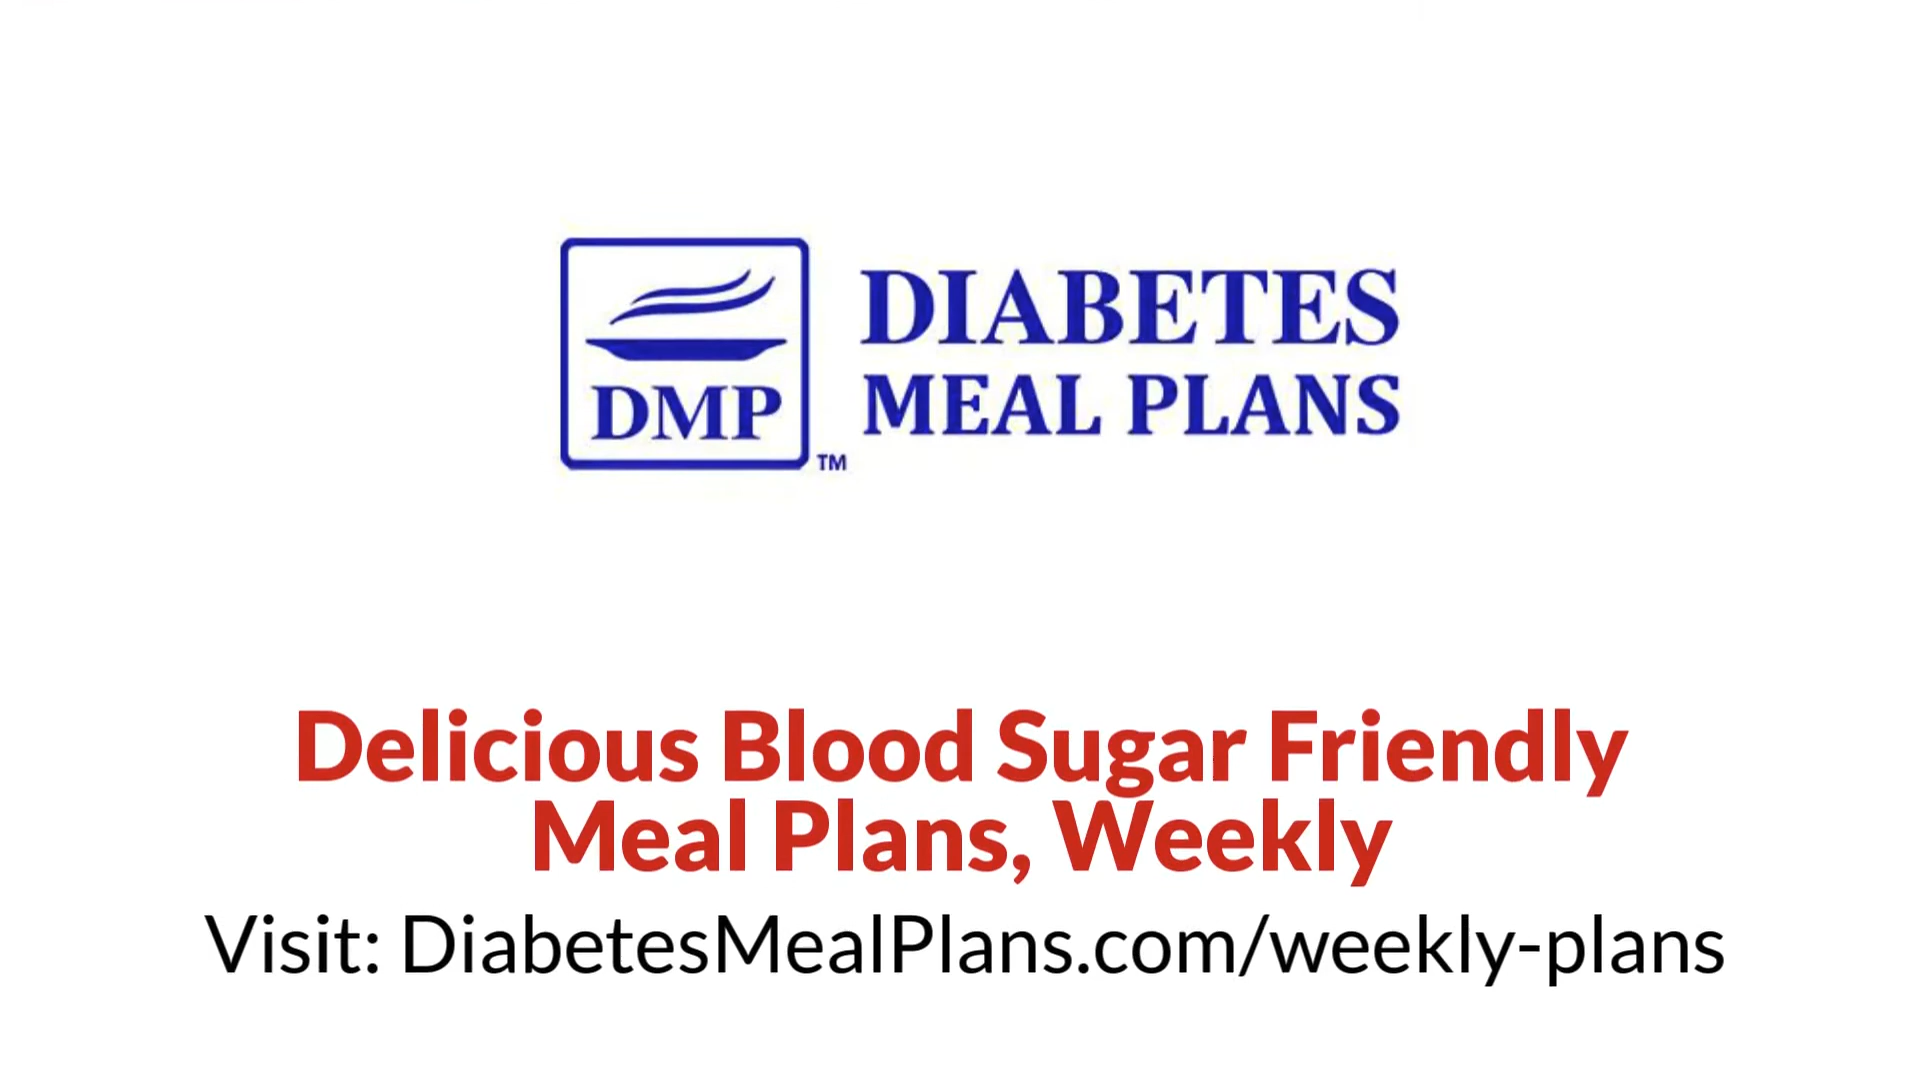 DMP
TM
DIABETES
MEAL PLANS
Delicious Blood Sugar Friendly
Meal Plans, Weekly
Visit: DiabetesMealPlans.com/weekly-plans